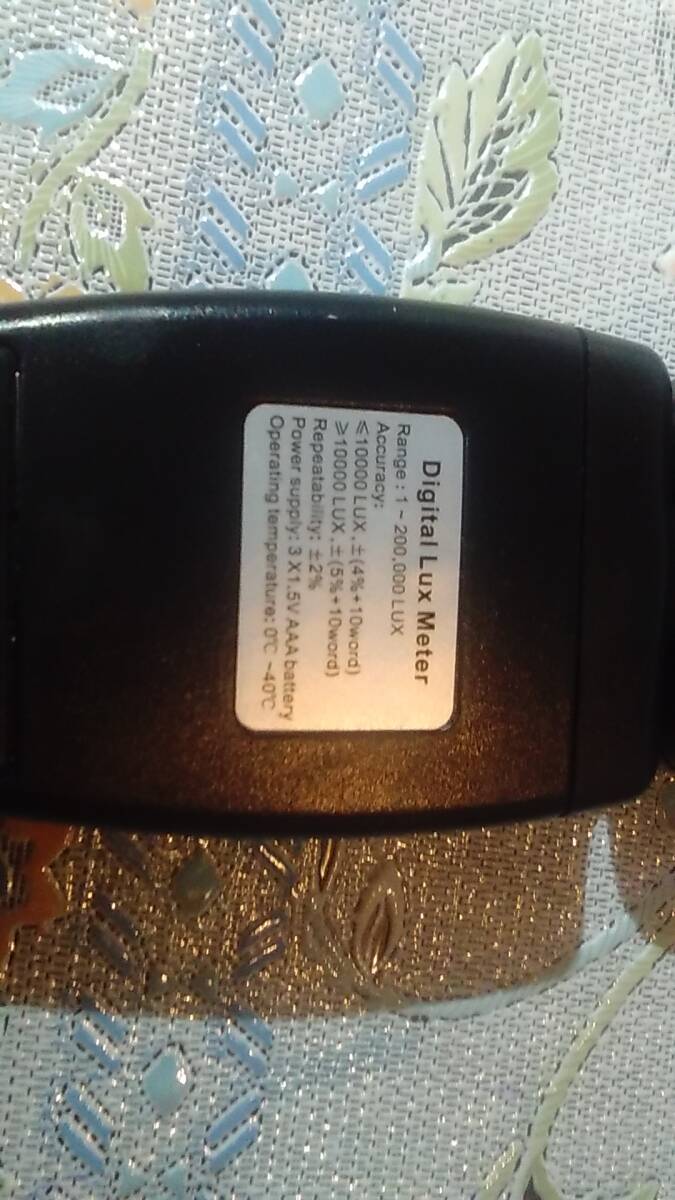 Digital Lux Meter
Range : 1 ~ 200,000 LUX
Accuracy:
≤10000 LUX ,±(4%+10word)
≥10000 LUX ,±(5%+10word)
Repeatability: ±2%
Power supply: 3 X1.5V AAA battery
Operating temperature: 0℃ ~40℃